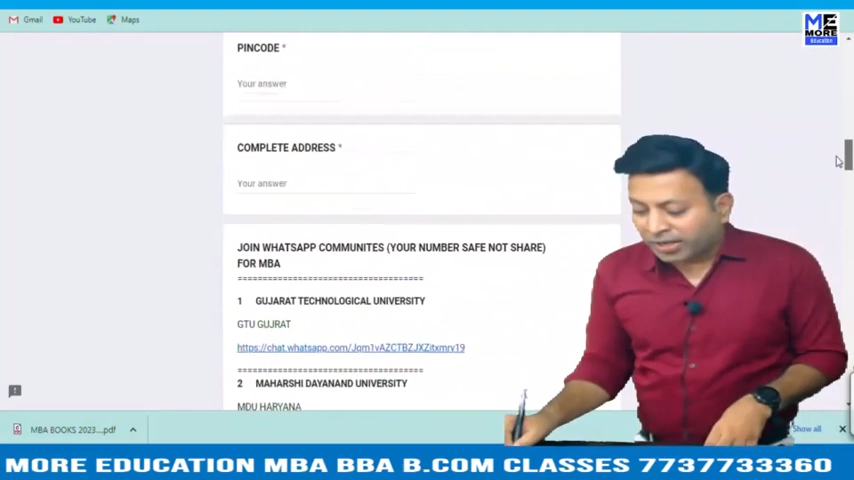 Gmail YouTube Maps
ME
MORE
Education
PINCODE *
Your answer
COMPLETE ADDRESS *
Your answer
JOIN WHATSAPP COMMUNITES (YOUR NUMBER SAFE NOT SHARE)
FOR MBA
=====================================
1 GUJARAT TECHNOLOGICAL UNIVERSITY
GTU GUJRAT
https://chat.whatsapp.com/Jqm1vAZCTBZJXZitxmrv19
=====================================
2 MAHARSHI DAYANAND UNIVERSITY
MDU HARYANA
MBA BOOKS 2023....pdf
Show all
MORE EDUCATION MBA BBA B.COM CLASSES 7737733360